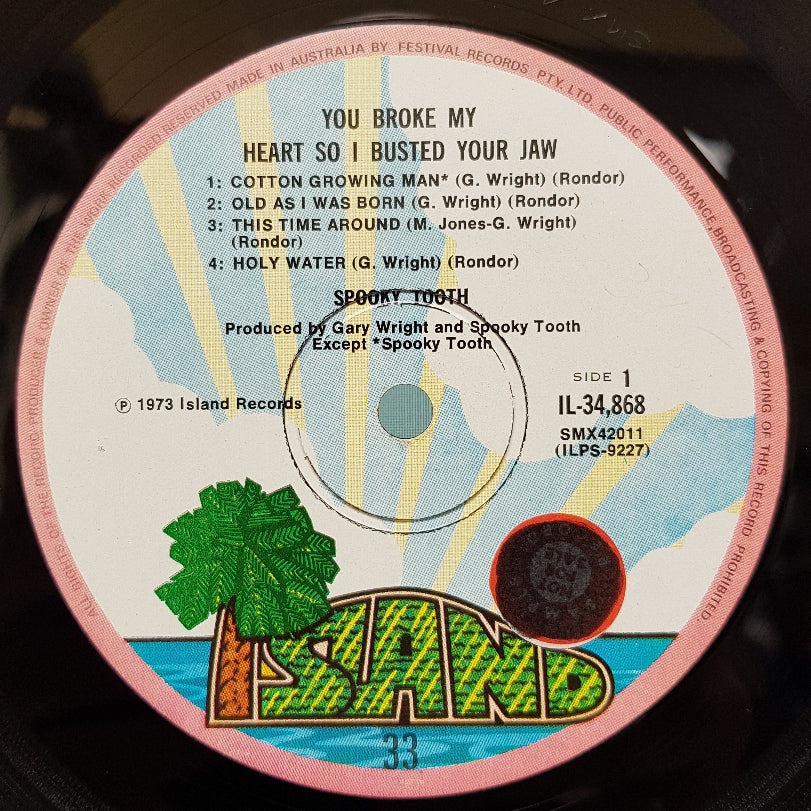 ALL RIGHTS OF THE RECORD PRODUCER & OWNER OF THE WORK RECORDED RESERVED MADE IN AUSTRALIA BY FESTIVAL RECORDS PTY. LTD. PUBLIC PERFORMANCE, BROADCASTING & COPYING OF THIS RECORD PROHIBITED.
YOU BROKE MY
HEART SO I BUSTED YOUR JAW
1: COTTON GROWING MAN* (G. Wright) (Rondor)
2: OLD AS I WAS BORN (G. Wright) (Rondor)
3: THIS TIME AROUND (M. Jones-G. Wright)
(Rondor)
4: HOLY WATER (G. Wright) (Rondor)
SPOOKY TOOTH
Produced by Gary Wright and Spooky Tooth
Except *Spooky Tooth
SIDE 1
℗ 1973 Island Records
IL-34,868
SMX42011
(ILPS-9227)
ISLAND
33